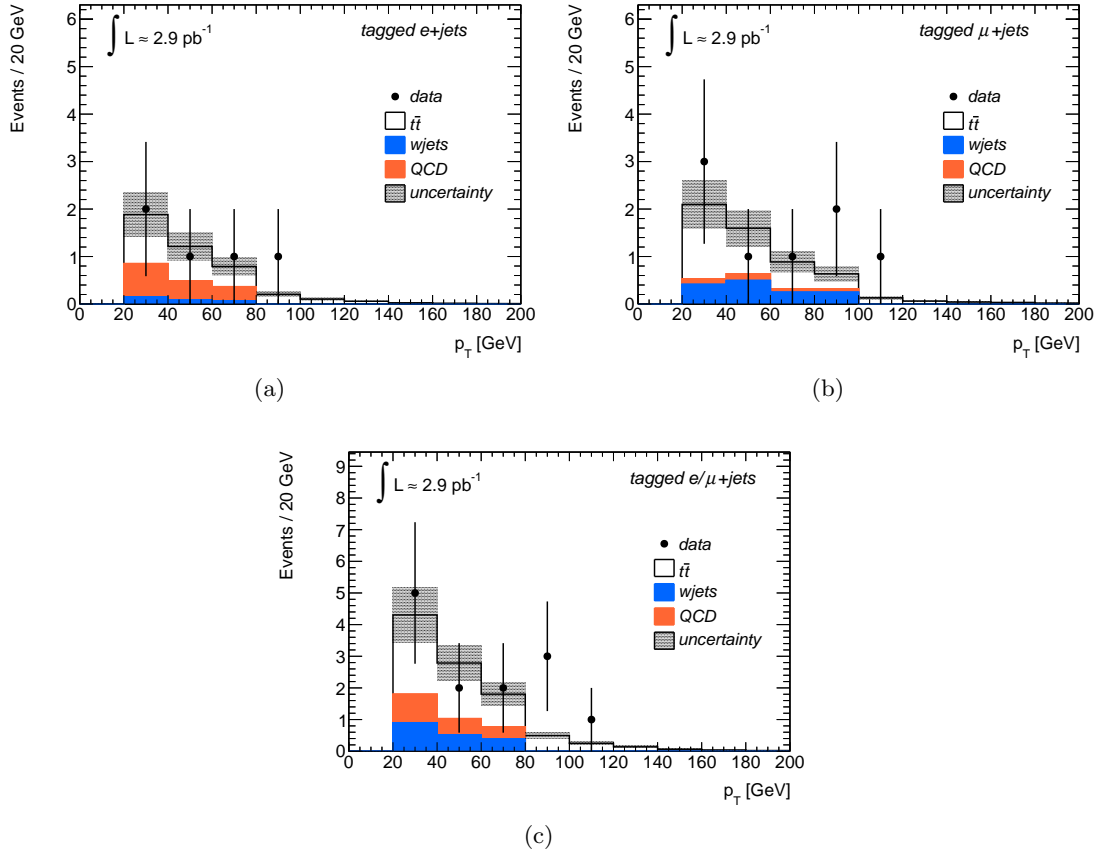 Events / 20 GeV
6
5
4
3
2
1
0
∫ L ≈ 2.9 pb⁻¹
tagged e+jets
data
tt̄
wjets
QCD
uncertainty
0 20 40 60 80 100 120 140 160 180 200
p_T [GeV]
(a)
Events / 20 GeV
6
5
4
3
2
1
0
∫ L ≈ 2.9 pb⁻¹
tagged μ+jets
data
tt̄
wjets
QCD
uncertainty
0 20 40 60 80 100 120 140 160 180 200
p_T [GeV]
(b)
Events / 20 GeV
9
8
7
6
5
4
3
2
1
0
∫ L ≈ 2.9 pb⁻¹
tagged e/μ+jets
data
tt̄
wjets
QCD
uncertainty
0 20 40 60 80 100 120 140 160 180 200
p_T [GeV]
(c)